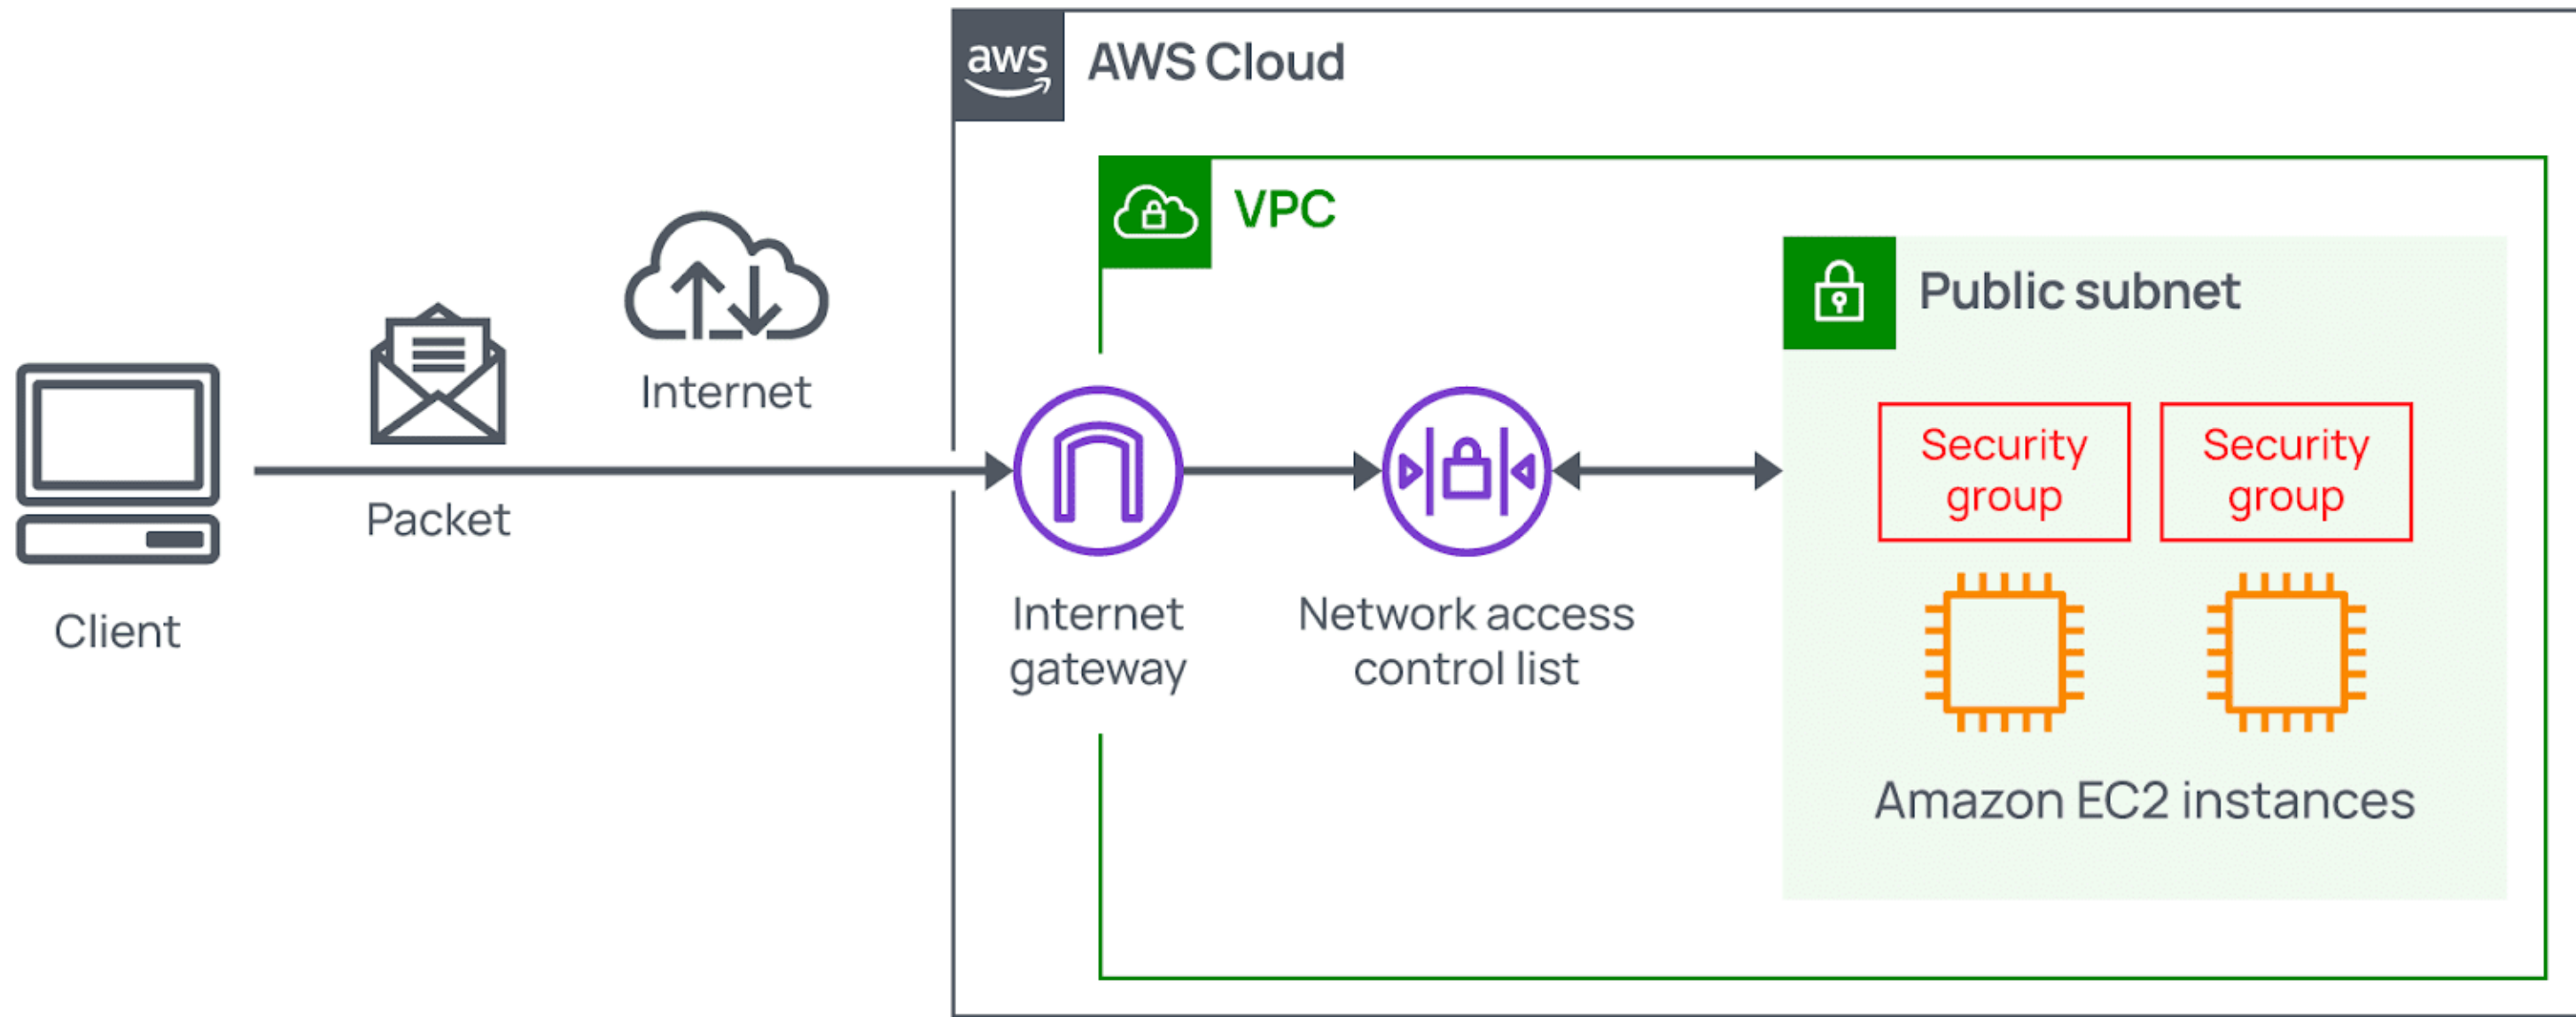 aws
AWS Cloud
VPC
Public subnet
Internet
Packet
Client
Internet
gateway
Network access
control list
Security
group
Security
group
Amazon EC2 instances